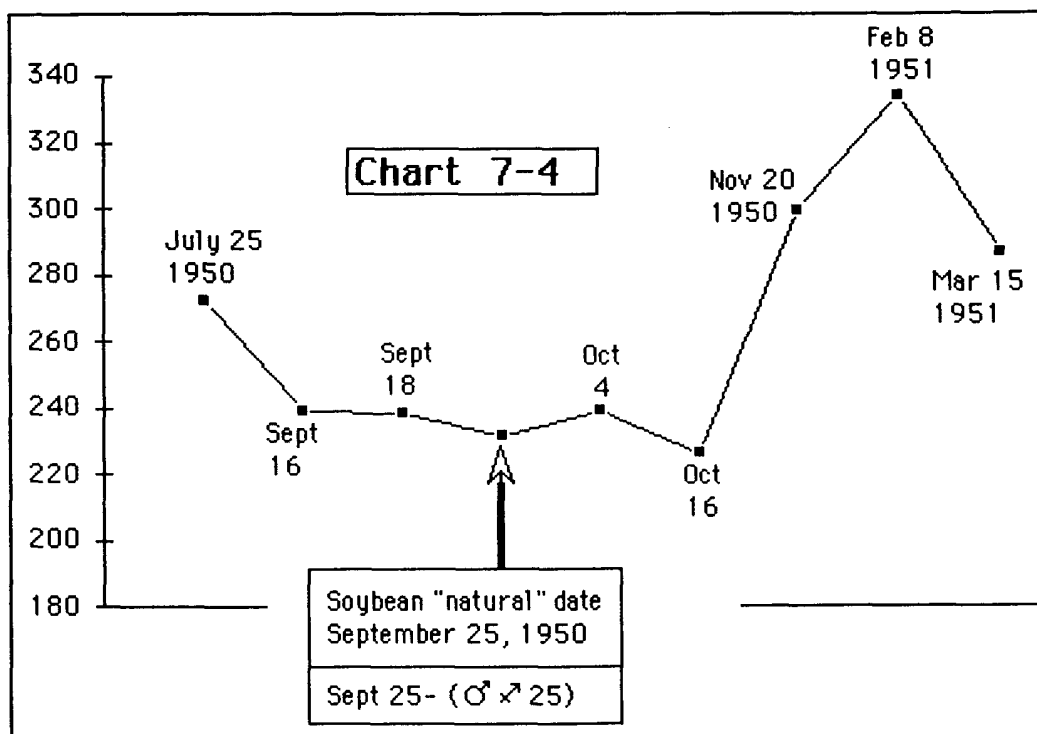 Feb 8
1951
340
320
Chart 7-4
300
Nov 20
1950
July 25
1950
280
Mar 15
1951
260
Sept
18
Oct
4
240
Sept
16
220
Oct
16
200
180
Soybean "natural" date
September 25, 1950
Sept 25- (♂ ♐ 25)